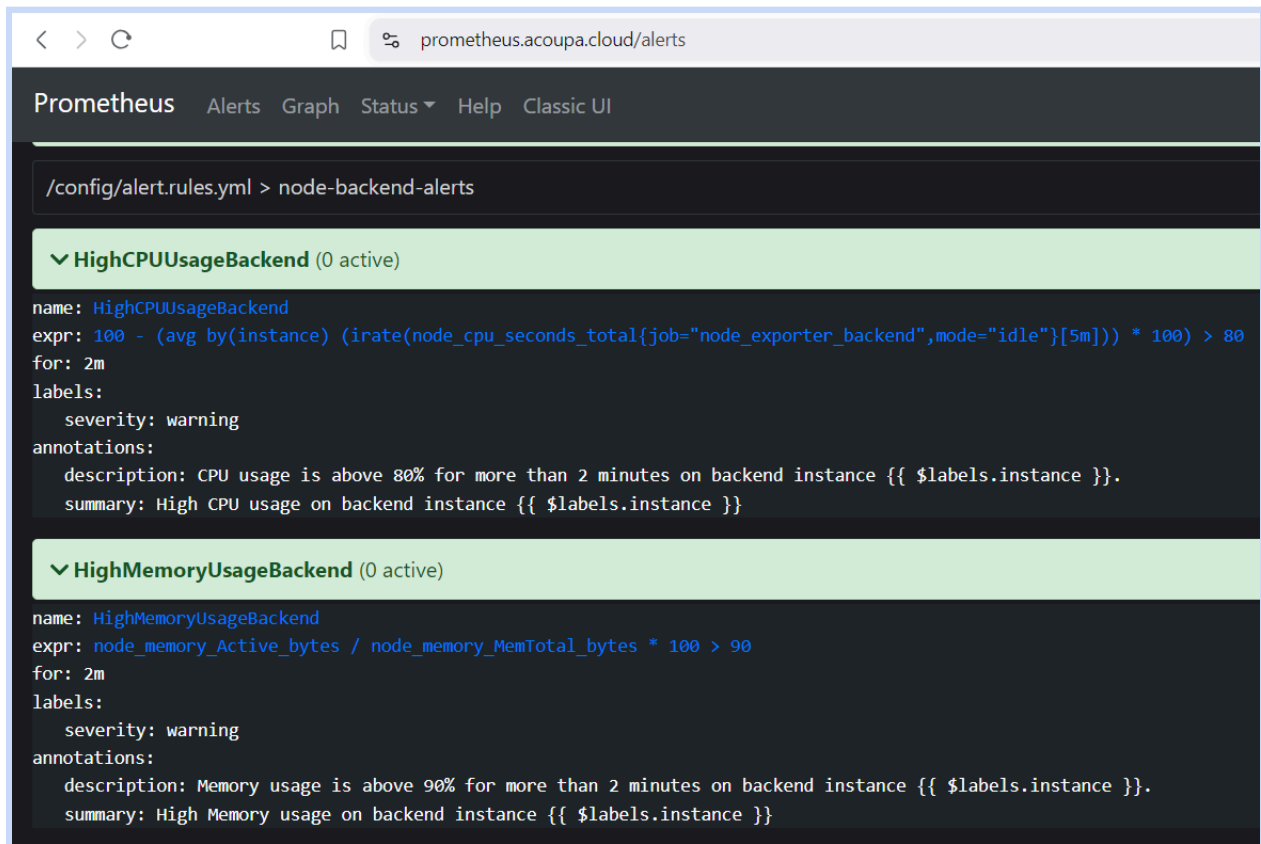 prometheus.acoupa.cloud/alerts
Prometheus Alerts Graph Status Help Classic UI
/config/alert.rules.yml > node-backend-alerts
HighCPUUsageBackend (0 active)
name: HighCPUUsageBackend
expr: 100 - (avg by(instance) (irate(node_cpu_seconds_total{job="node_exporter_backend",mode="idle"}[5m])) * 100) > 80
for: 2m
labels:
severity: warning
annotations:
description: CPU usage is above 80% for more than 2 minutes on backend instance {{ $labels.instance }}.
summary: High CPU usage on backend instance {{ $labels.instance }}
HighMemoryUsageBackend (0 active)
name: HighMemoryUsageBackend
expr: node_memory_Active_bytes / node_memory_MemTotal_bytes * 100 > 90
for: 2m
labels:
severity: warning
annotations:
description: Memory usage is above 90% for more than 2 minutes on backend instance {{ $labels.instance }}.
summary: High Memory usage on backend instance {{ $labels.instance }}